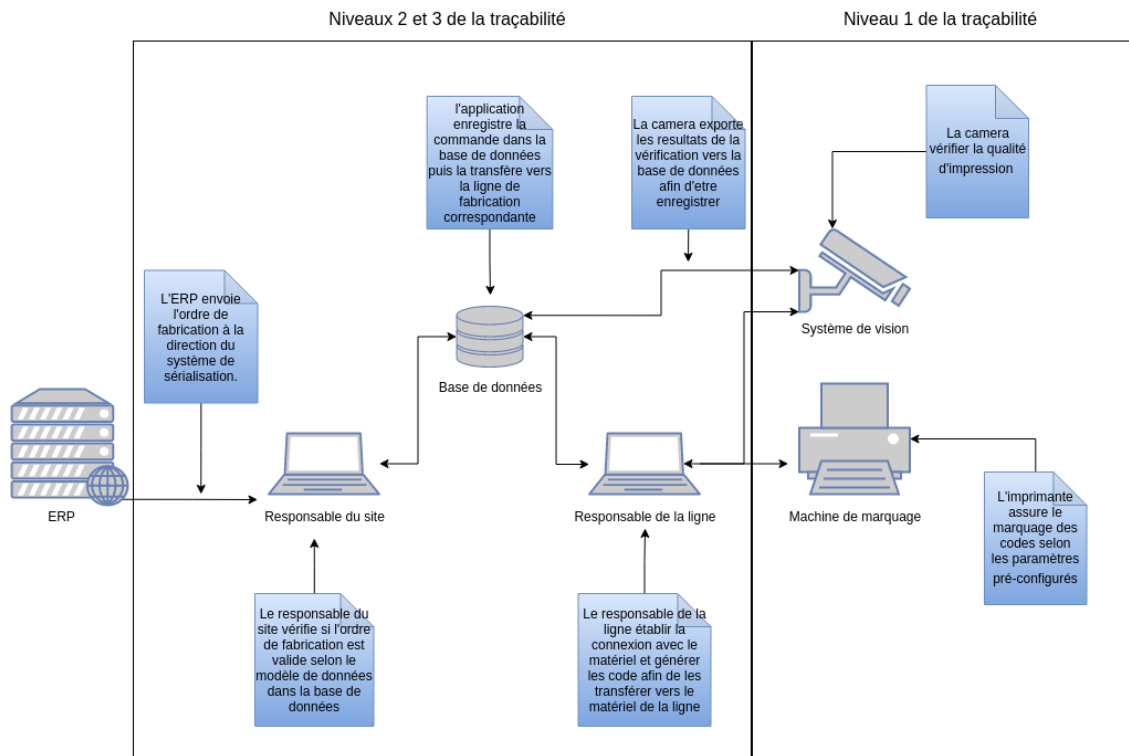 Niveaux 2 et 3 de la traçabilité
Niveau 1 de la traçabilité
l'application
enregistre la
commande dans la
base de données
puis la transfère vers
la ligne de
fabrication
correspondante
La camera exporte
les resultats de la
vérification vers la
base de données
afin d'etre
enregistrer
La camera
vérifier la qualité
d'impression
L'ERP envoie
l'ordre de
fabrication à la
direction du
système de
sérialisation.
Système de vision
Base de données
ERP
Responsable du site
Responsable de la ligne
Machine de marquage
L'imprimante
assure le
marquage des
codes selon
les paramètres
pré-configurés
Le responsable du
site vérifie si l'ordre
de fabrication est
valide selon le
modèle de données
dans la base de
données
Le responsable de la
ligne établir la
connexion avec le
matériel et générer
les code afin de les
transférer vers le
matériel de la ligne